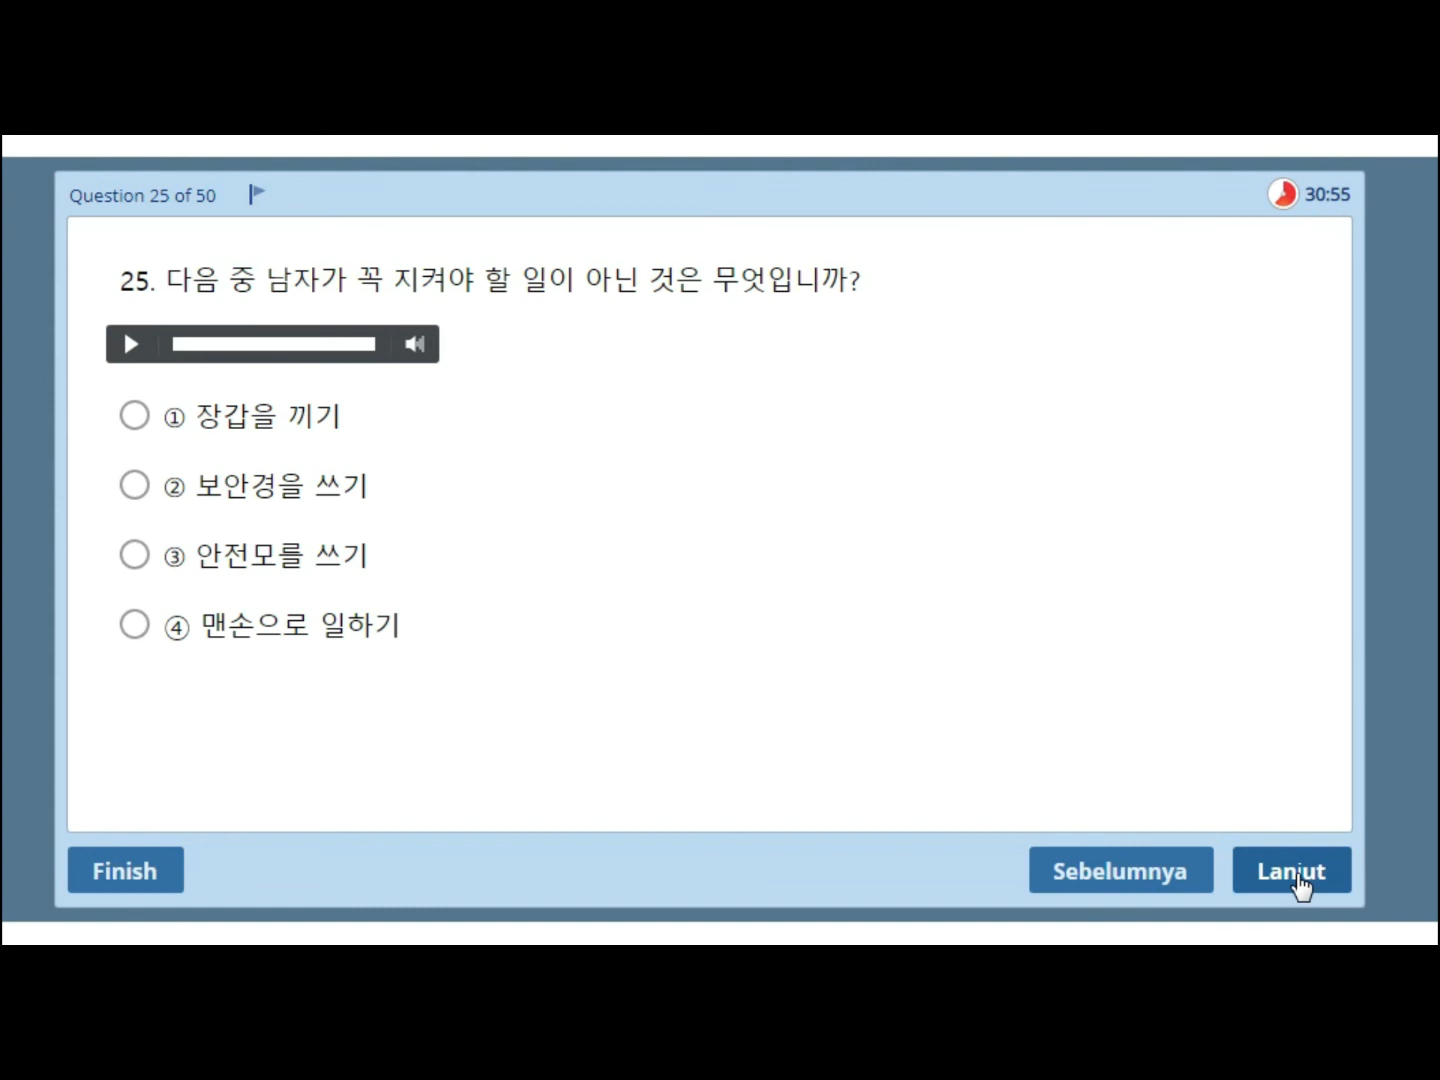 Question 25 of 50
30:55
25. 다음 중 남자가 꼭 지켜야 할 일이 아닌 것은 무엇입니까?
① 장갑을 끼기
② 보안경을 쓰기
③ 안전모를 쓰기
④ 맨손으로 일하기
Finish
Sebelumnya
Lanjut